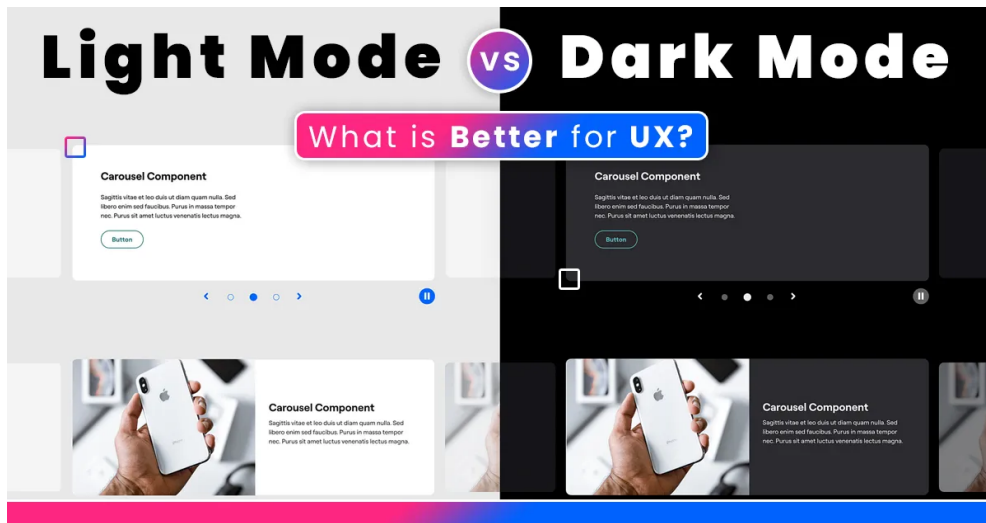 Light Mode vs Dark Mode
What is Better for UX?
Carousel Component
Sagittis vitae et leo duis ut diam quam nulla. Sed
libero enim sed faucibus. Purus in massa tempor
nec. Purus sit amet luctus venenatis lectus magna.
Button
Carousel Component
Sagittis vitae et leo duis ut diam quam nulla. Sed
libero enim sed faucibus. Purus in massa tempor
nec. Purus sit amet luctus venenatis lectus magna.
Button
Carousel Component
Sagittis vitae et leo duis ut diam quam nulla. Sed
libero enim sed faucibus. Purus in massa tempor
nec. Purus sit amet luctus venenatis lectus magna.
Carousel Component
Sagittis vitae et leo duis ut diam quam nulla. Sed
libero enim sed faucibus. Purus in massa tempor
nec. Purus sit amet luctus venenatis lectus magna.